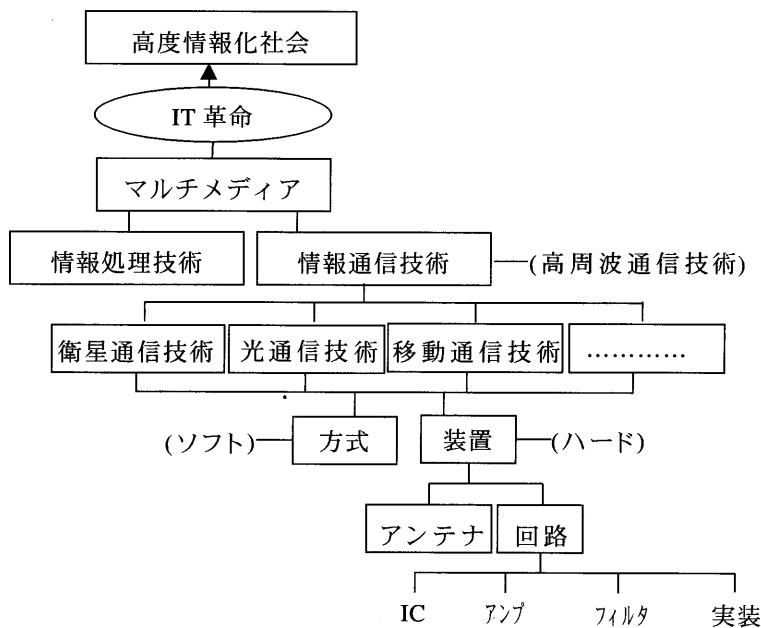 高度情報化社会
IT 革命
マルチメディア
情報処理技術
情報通信技術
(高周波通信技術)
衛星通信技術
光通信技術
移動通信技術
…………
(ソフト)
方式
装置
(ハード)
アンテナ
回路
IC
アンプ
フィルタ
実装